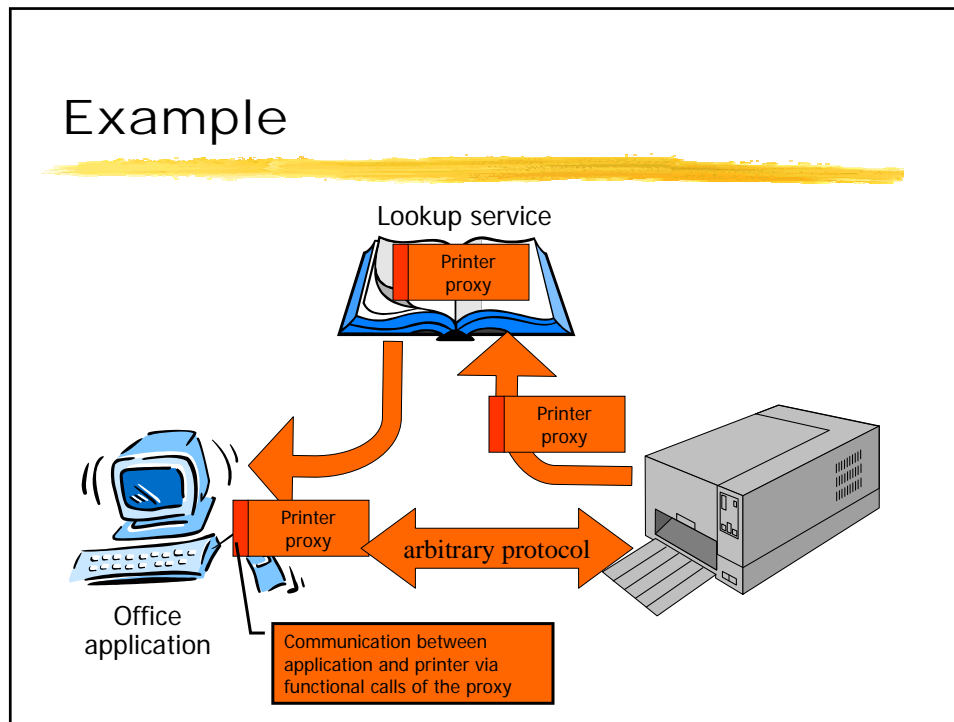 Example
Lookup service
Printer
proxy
Printer
proxy
Printer
proxy
arbitrary protocol
Office
application
Communication between
application and printer via
functional calls of the proxy